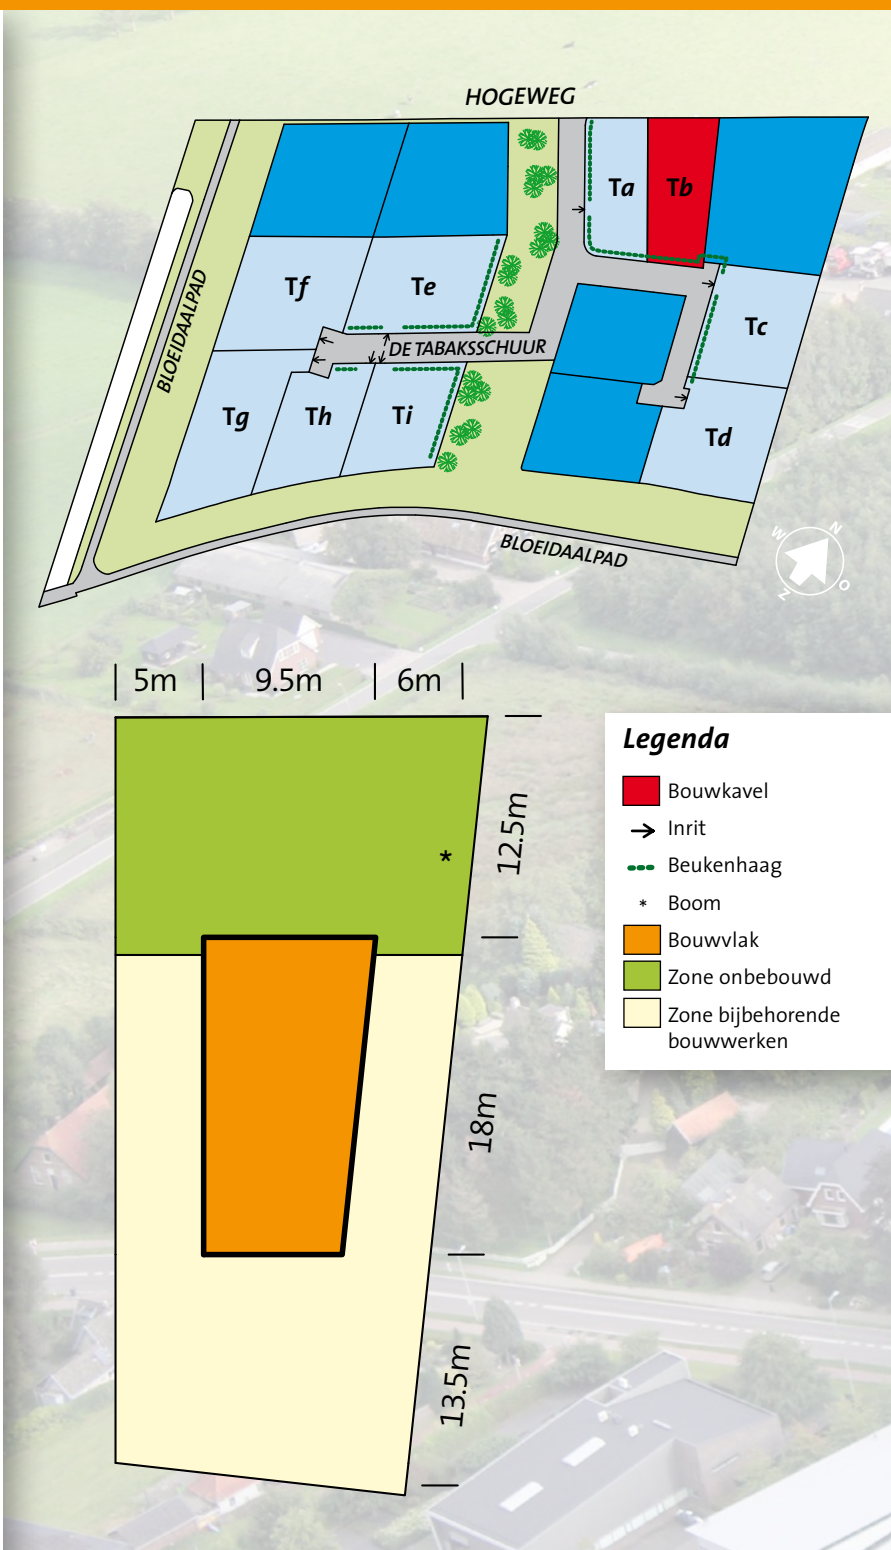 HOGEWEG
Ta
Tb
BLOEIDAALPAD
Tf
Te
Tc
DE TABAKSSCHUUR
Tg
Th
Ti
Td
BLOEIDAALPAD
N
W
O
Z
5m
9.5m
6m
12.5m
18m
13.5m
*
Legenda
Bouwkavel
Inrit
Beukenhaag
* Boom
Bouwvlak
Zone onbebouwd
Zone bijbehorende
bouwwerken